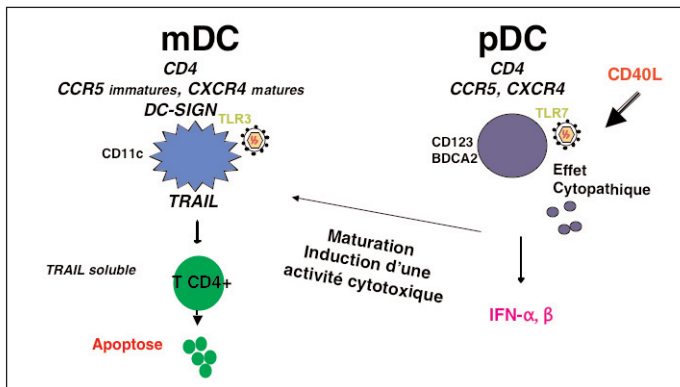 mDC
CD4
CCR5 immatures, CXCR4 matures
DC-SIGN
TLR3
CD11c
TRAIL
TRAIL soluble
T CD4+
Apoptose
pDC
CD4
CCR5, CXCR4
CD40L
TLR7
CD123
BDCA2
Effet
Cytopathique
Maturation
Induction d'une
activité cytotoxique
IFN-α, β